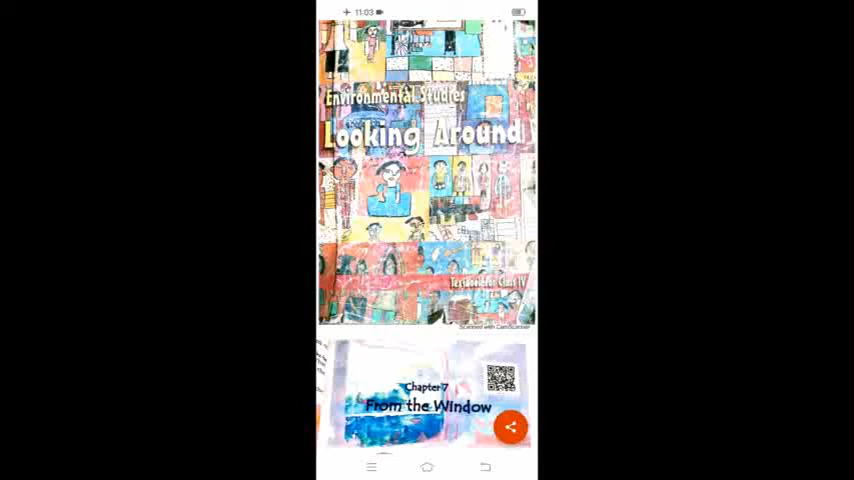 11:03
Environmental Studies
Looking Around
Textbook for Class IV
Scanned with CamScanner
Chapter 7
From the Window